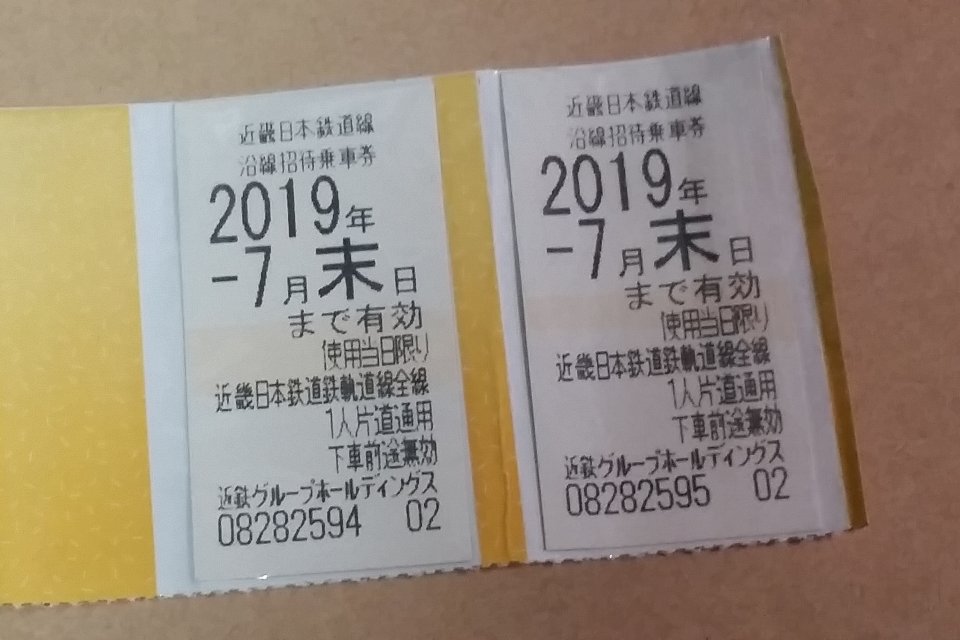 近畿日本鉄道線
沿線招待乗車券
2019年
-7月末日
まで有効
(使用当日限り)
近畿日本鉄道鉄軌道線全線
1人片道通用
下車前途無効
近鉄グループホールディングス
08282594 02
近畿日本鉄道線
沿線招待乗車券
2019年
-7月末日
まで有効
(使用当日限り)
近畿日本鉄道鉄軌道線全線
1人片道通用
下車前途無効
近鉄グループホールディングス
08282595 02